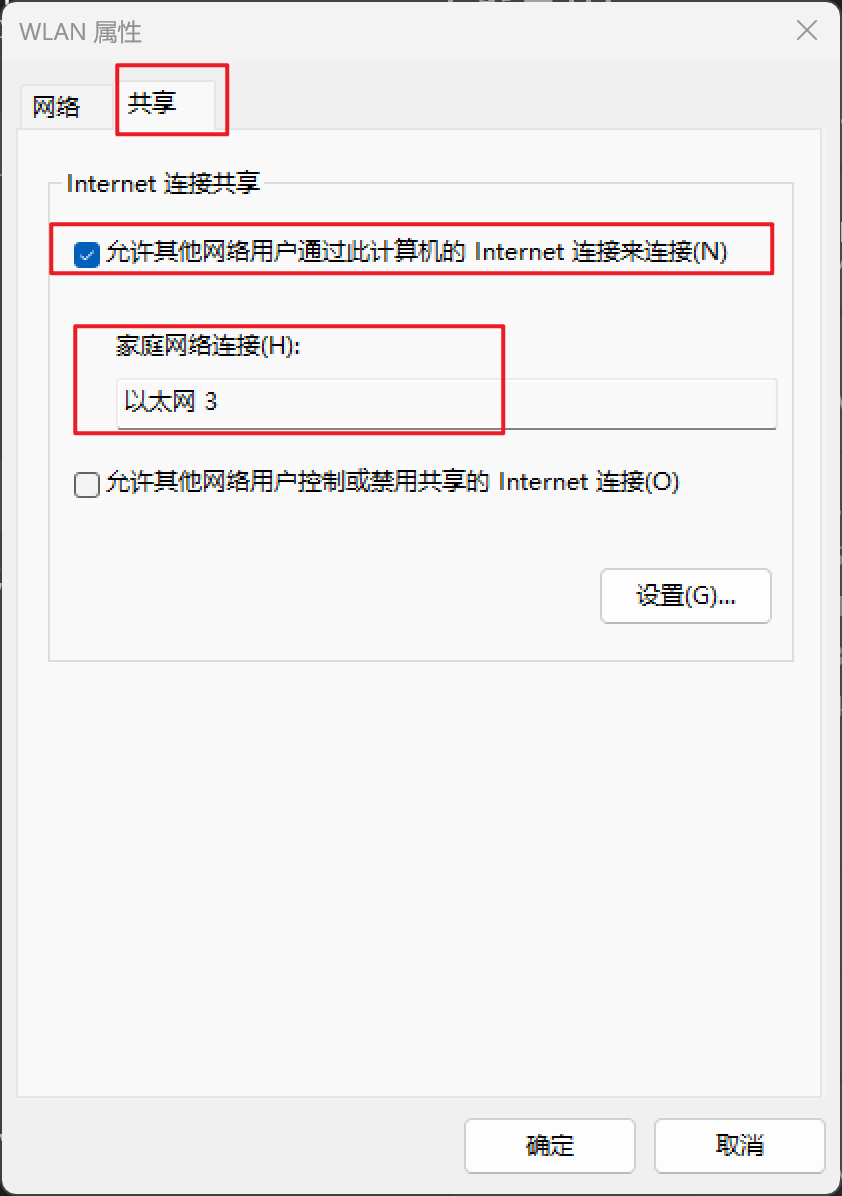 WLAN 属性
网络
共享
Internet 连接共享
允许其他网络用户通过此计算机的 Internet 连接来连接(N)
家庭网络连接(H):
以太网 3
允许其他网络用户控制或禁用共享的 Internet 连接(O)
设置(G)...
确定
取消